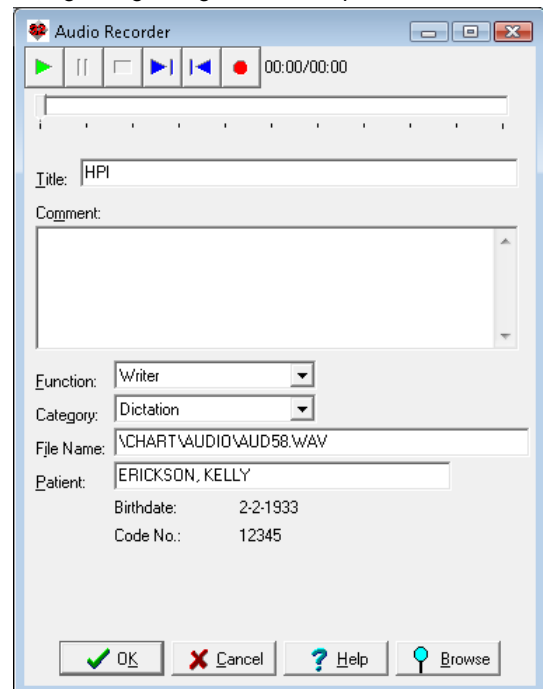 Audio Recorder
00:00/00:00
Title: HPI
Comment:
Function: Writer
Category: Dictation
File Name: \CHART\AUDIO\AUD58.WAV
Patient: ERICKSON, KELLY
Birthdate: 2-2-1933
Code No.: 12345
OK Cancel Help Browse